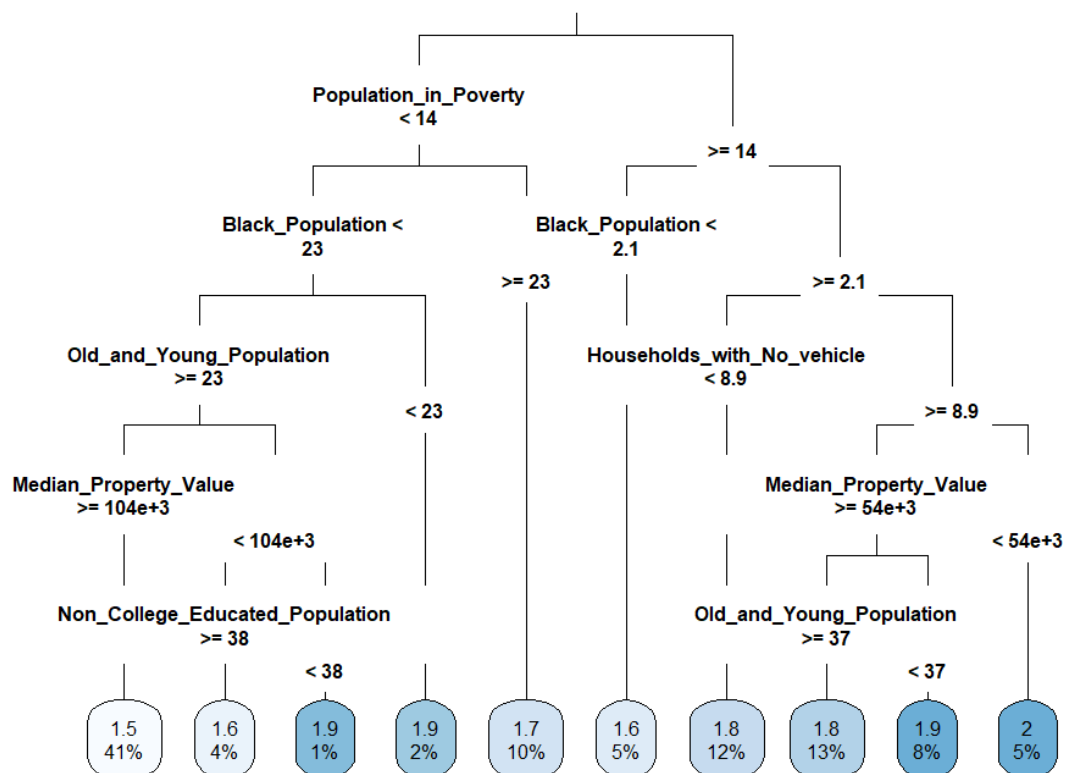 Population_in_Poverty
< 14
>= 14
Black_Population <
23
Black_Population <
2.1
>= 23
>= 2.1
Old_and_Young_Population
>= 23
Households_with_No_vehicle
< 8.9
< 23
>= 8.9
Median_Property_Value
>= 104e+3
Median_Property_Value
>= 54e+3
< 104e+3
< 54e+3
Non_College_Educated_Population
>= 38
Old_and_Young_Population
>= 37
< 38
< 37
1.5
41%
1.6
4%
1.9
1%
1.9
2%
1.7
10%
1.6
5%
1.8
12%
1.8
13%
1.9
8%
2
5%